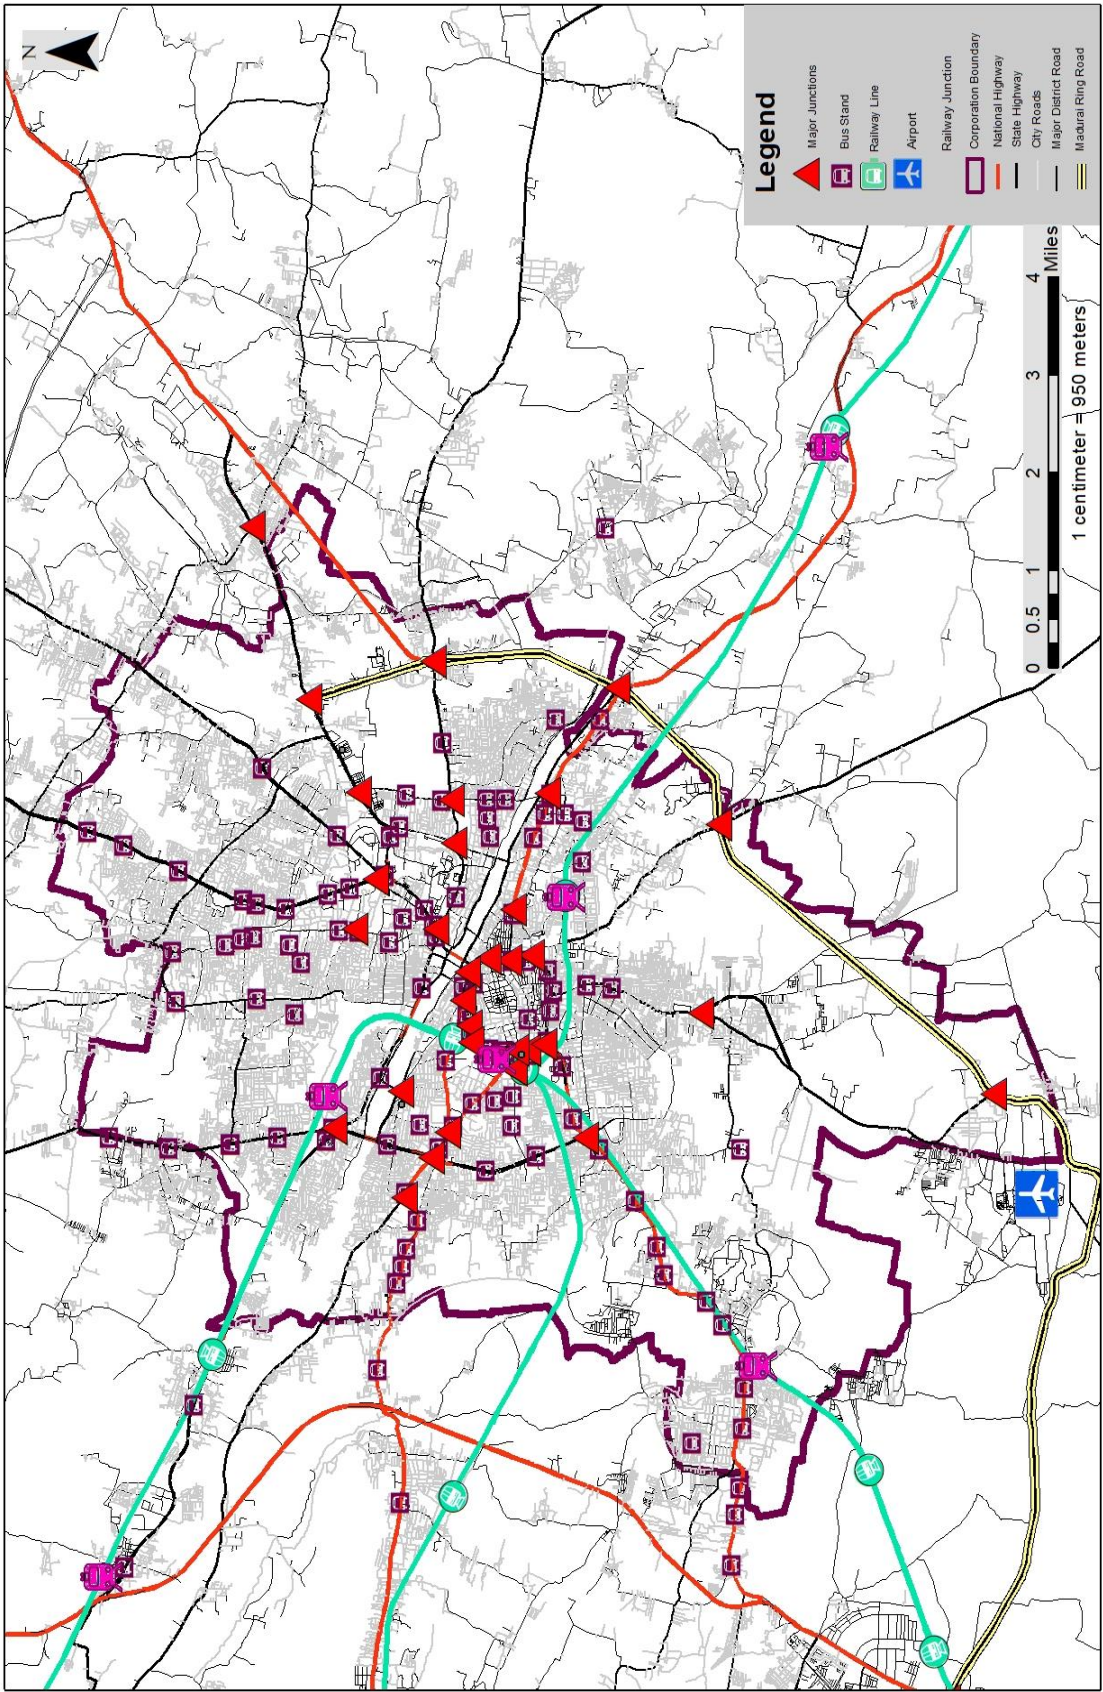 N
Legend
Major Junctions
Bus Stand
Railway Line
Airport
Railway Junction
Corporation Boundary
National Highway
State Highway
City Roads
Major District Road
Madurai Ring Road
0 0.5 1 2 3 4
Miles
1 centimeter = 950 meters